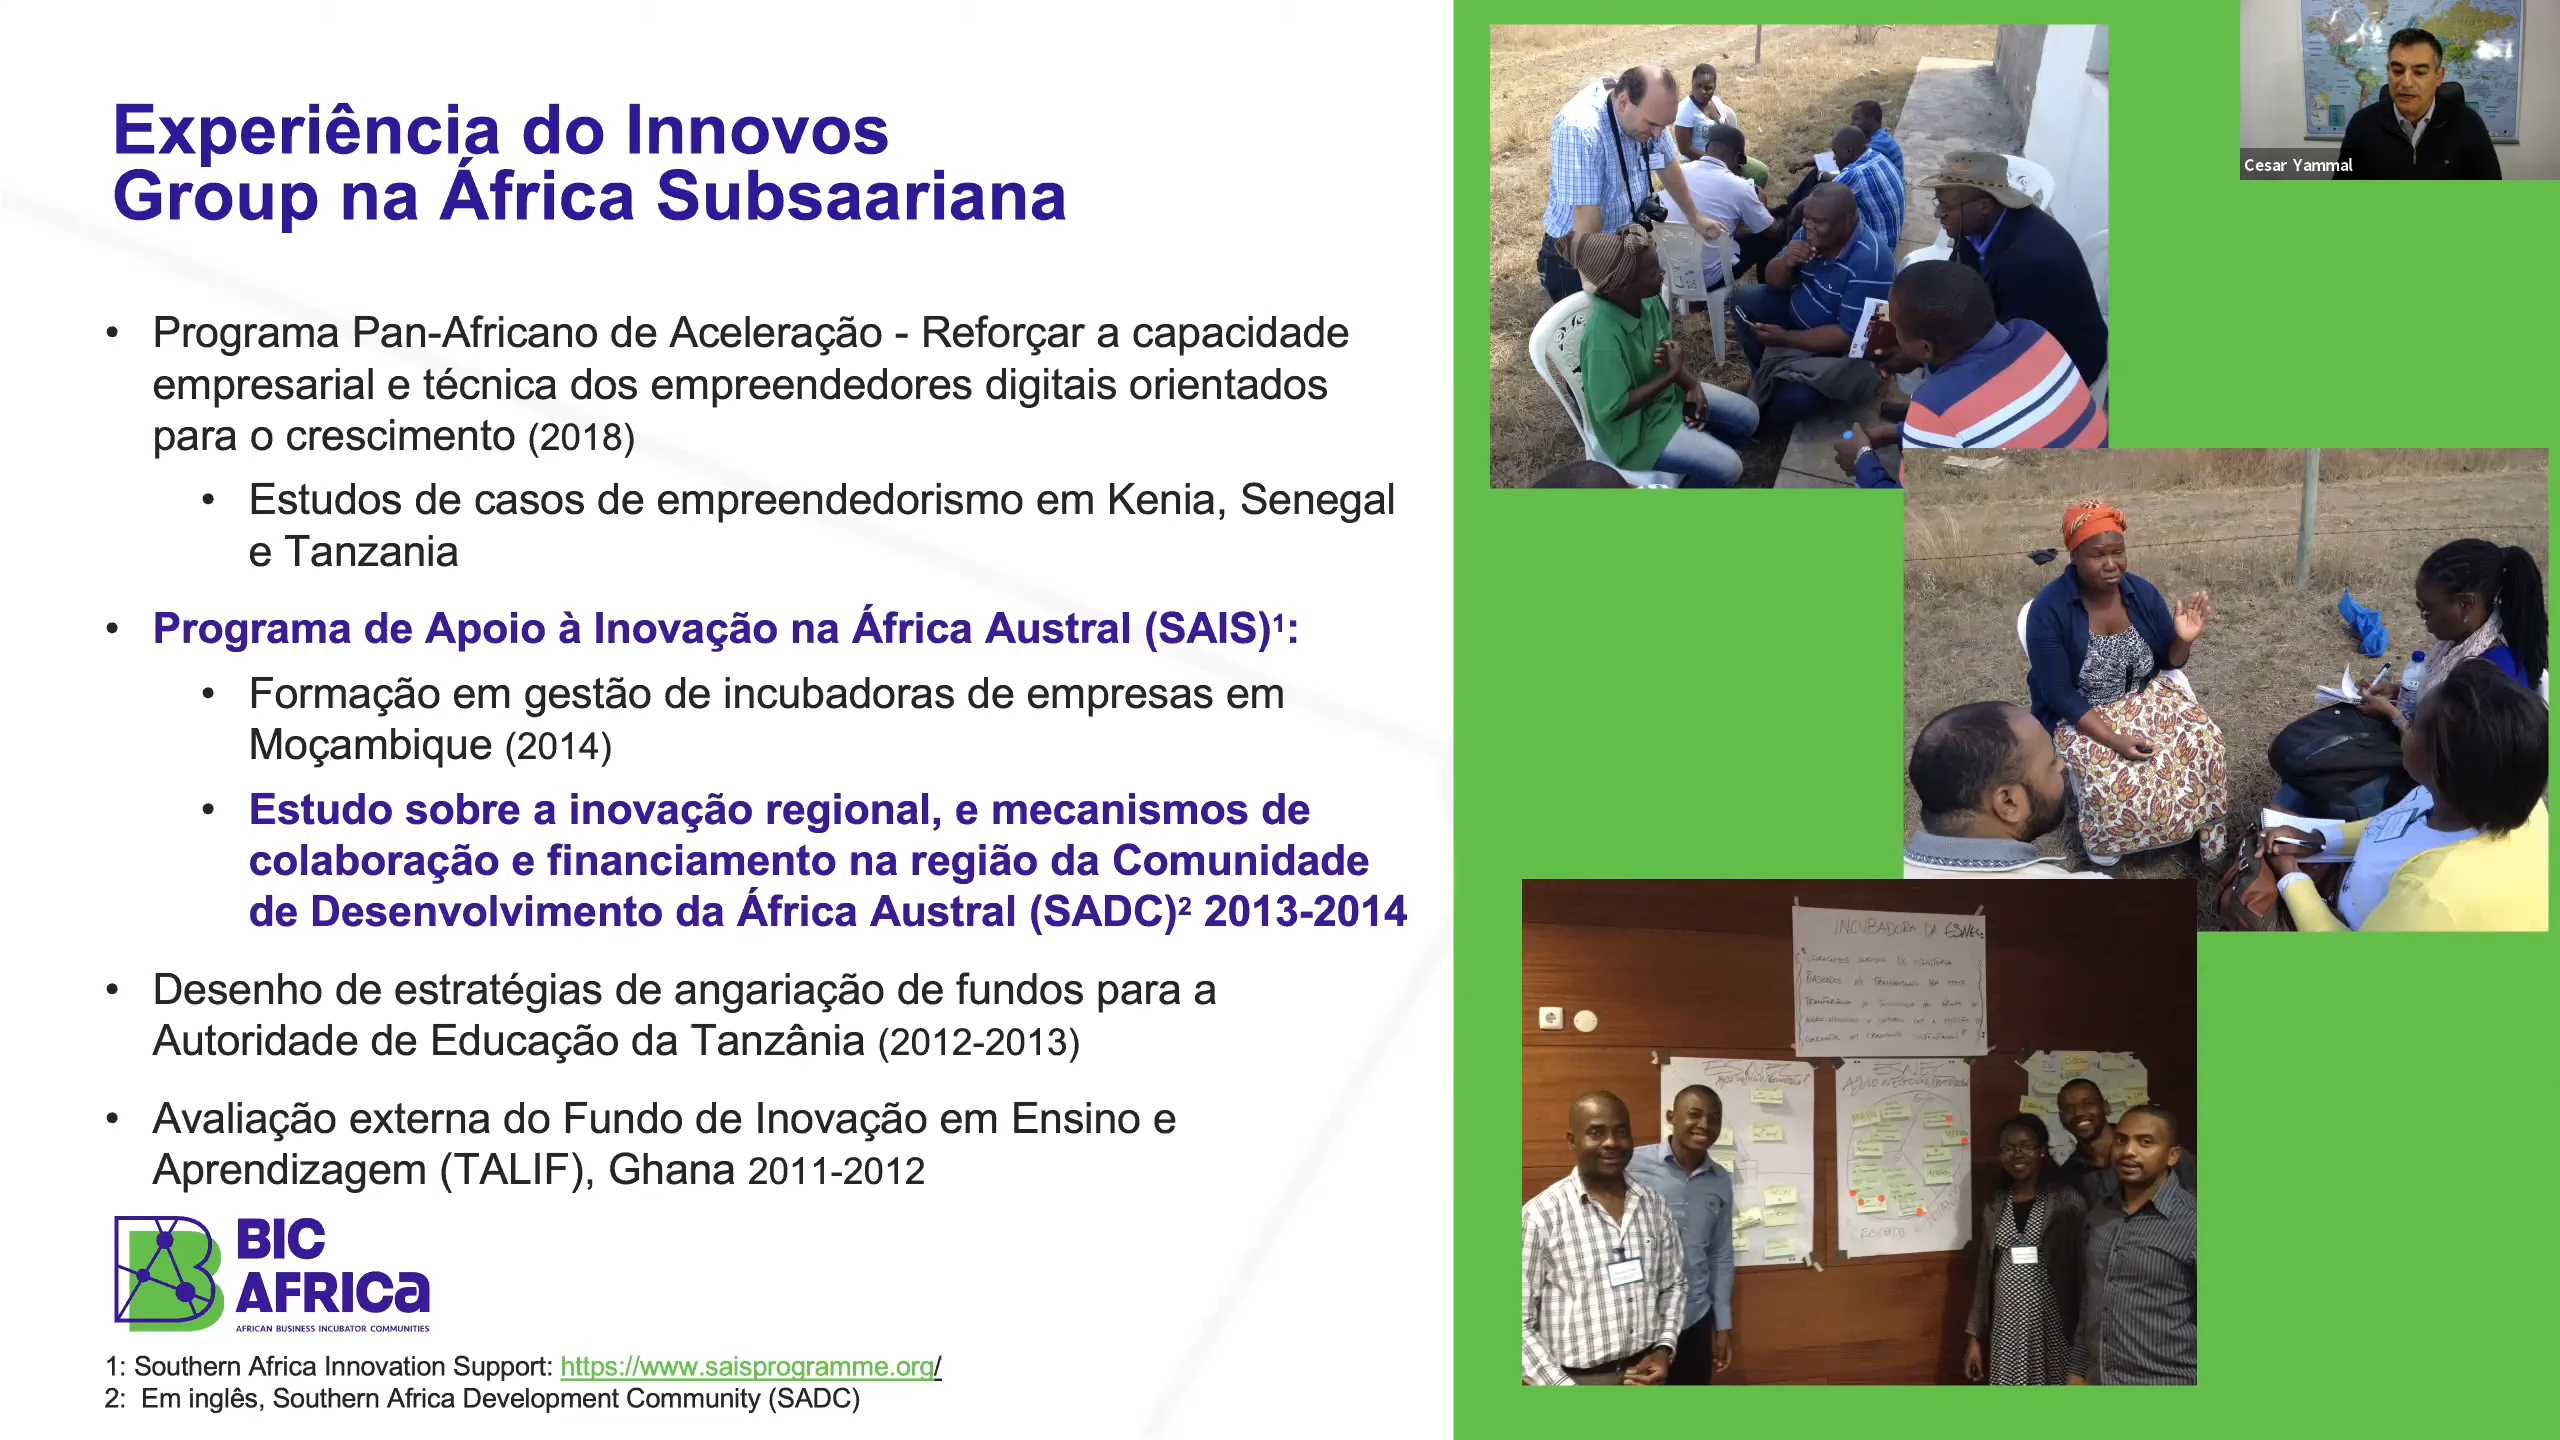 Experiência do Innovos
Group na África Subsaariana
• Programa Pan-Africano de Aceleração - Reforçar a capacidade
empresarial e técnica dos empreendedores digitais orientados
para o crescimento (2018)
• Estudos de casos de empreendedorismo em Kenia, Senegal
e Tanzania
• Programa de Apoio à Inovação na África Austral (SAIS)¹:
• Formação em gestão de incubadoras de empresas em
Moçambique (2014)
• Estudo sobre a inovação regional, e mecanismos de
colaboração e financiamento na região da Comunidade
de Desenvolvimento da África Austral (SADC)² 2013-2014
• Desenho de estratégias de angariação de fundos para a
Autoridade de Educação da Tanzânia (2012-2013)
• Avaliação externa do Fundo de Inovação em Ensino e
Aprendizagem (TALIF), Ghana 2011-2012
BIC
AFRICA
AFRICAN BUSINESS INCUBATOR COMMUNITIES
1: Southern Africa Innovation Support: https://www.saisprogramme.org/
2: Em inglês, Southern Africa Development Community (SADC)
Cesar Yammal
INCUBADORA DA ESNEC:
ESNEC
ESNEC